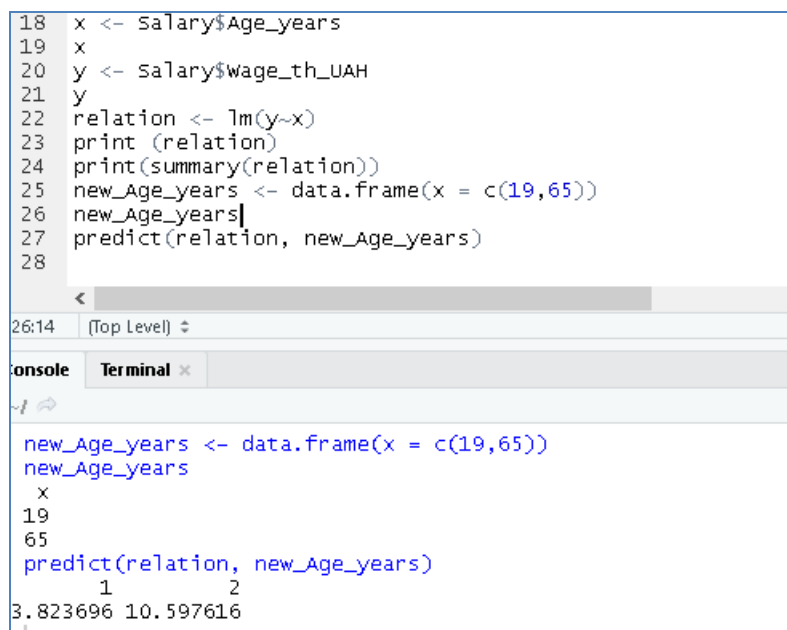 18 x <- Salary$Age_years
19 x
20 y <- Salary$Wage_th_UAH
21 y
22 relation <- lm(y~x)
23 print (relation)
24 print(summary(relation))
25 new_Age_years <- data.frame(x = c(19,65))
26 new_Age_years
27 predict(relation, new_Age_years)
28
26:14 (Top Level)
onsole Terminal ×
~/
new_Age_years <- data.frame(x = c(19,65))
new_Age_years
x
19
65
predict(relation, new_Age_years)
1 2
3.823696 10.597616